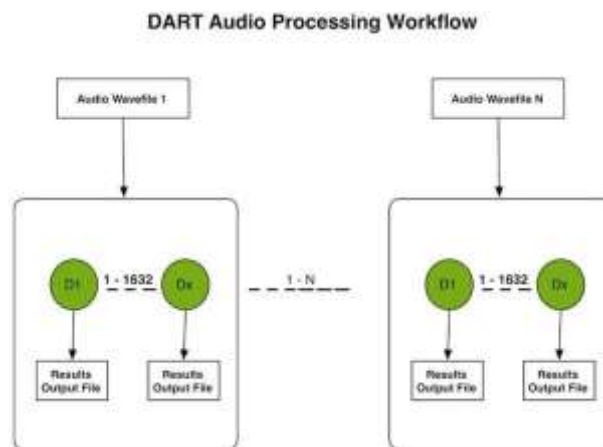 DART Audio Processing Workflow
Audio Wavefile 1
Audio Wavefile N
D1
1 - 1632
Dx
1 - N
D1
1 - 1632
Dx
Results
Output File
Results
Output File
Results
Output File
Results
Output File